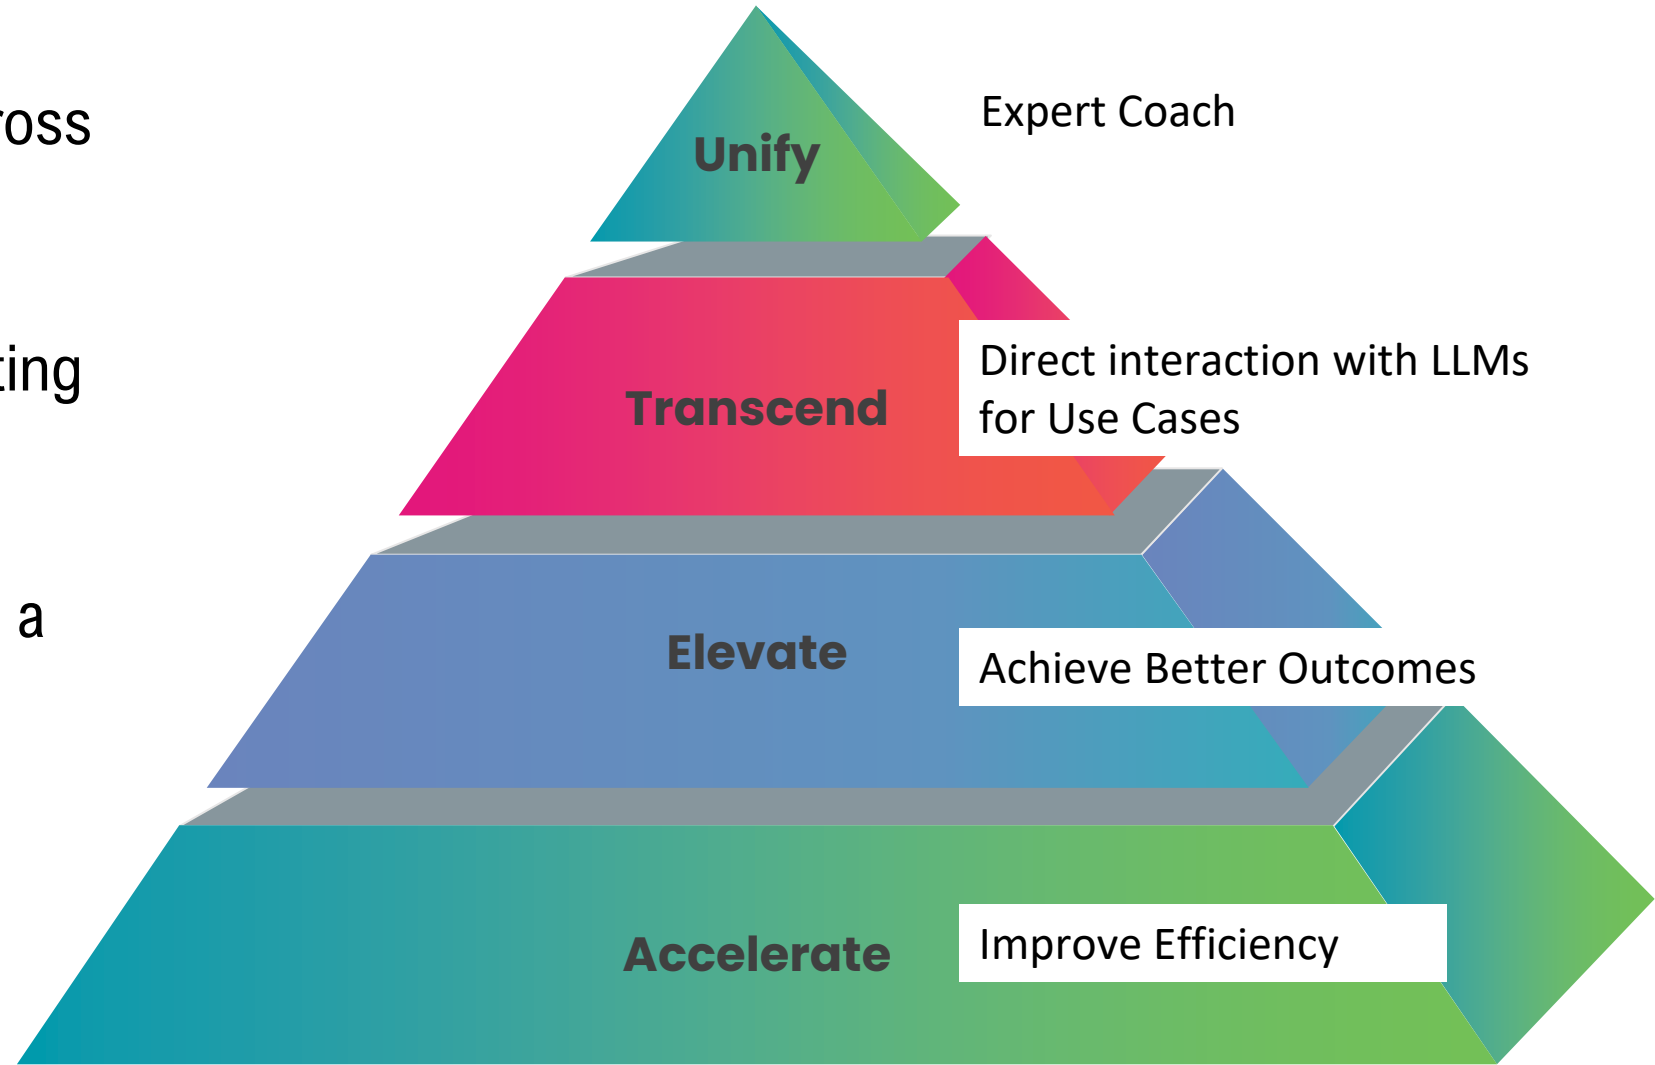 Expert Coach
ross
Unify
Direct interaction with LLMs
for Use Cases
ting
Transcend
a
Elevate
Achieve Better Outcomes
Accelerate
Improve Efficiency